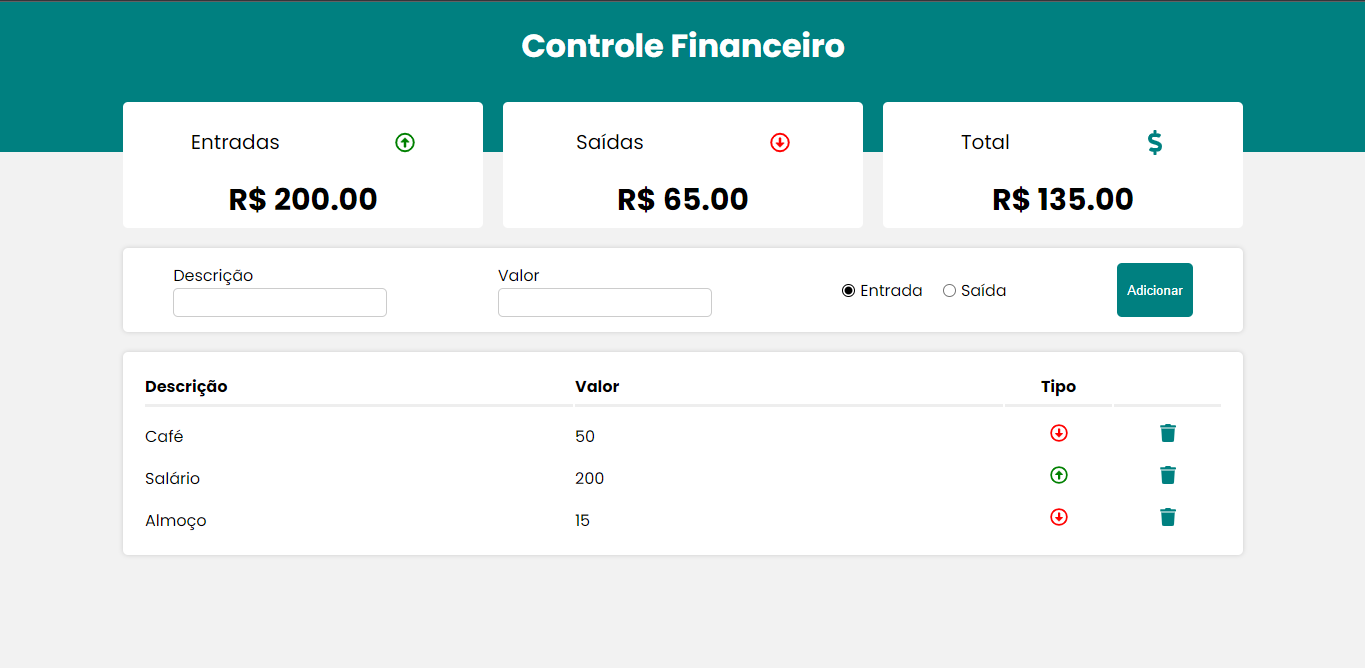 Controle Financeiro
Entradas
Saídas
Total
R$ 200.00
R$ 65.00
R$ 135.00
Descrição
Valor
Entrada
Saída
Adicionar
Descrição Valor Tipo
Café 50
Salário 200
Almoço 15